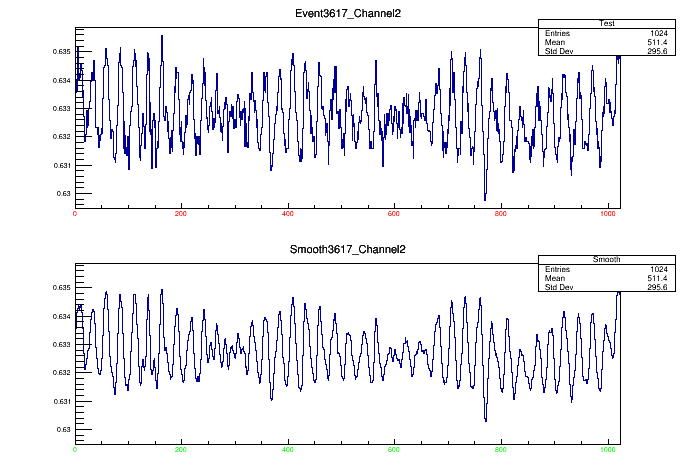 Event3617_Channel2
Test
Entries 1024
Mean 511.4
Std Dev 295.6
0.635
0.634
0.633
0.632
0.631
0.63
0 200 400 600 800 1000
Smooth3617_Channel2
Smooth
Entries 1024
Mean 511.4
Std Dev 295.6
0.635
0.634
0.633
0.632
0.631
0.63
0 200 400 600 800 1000